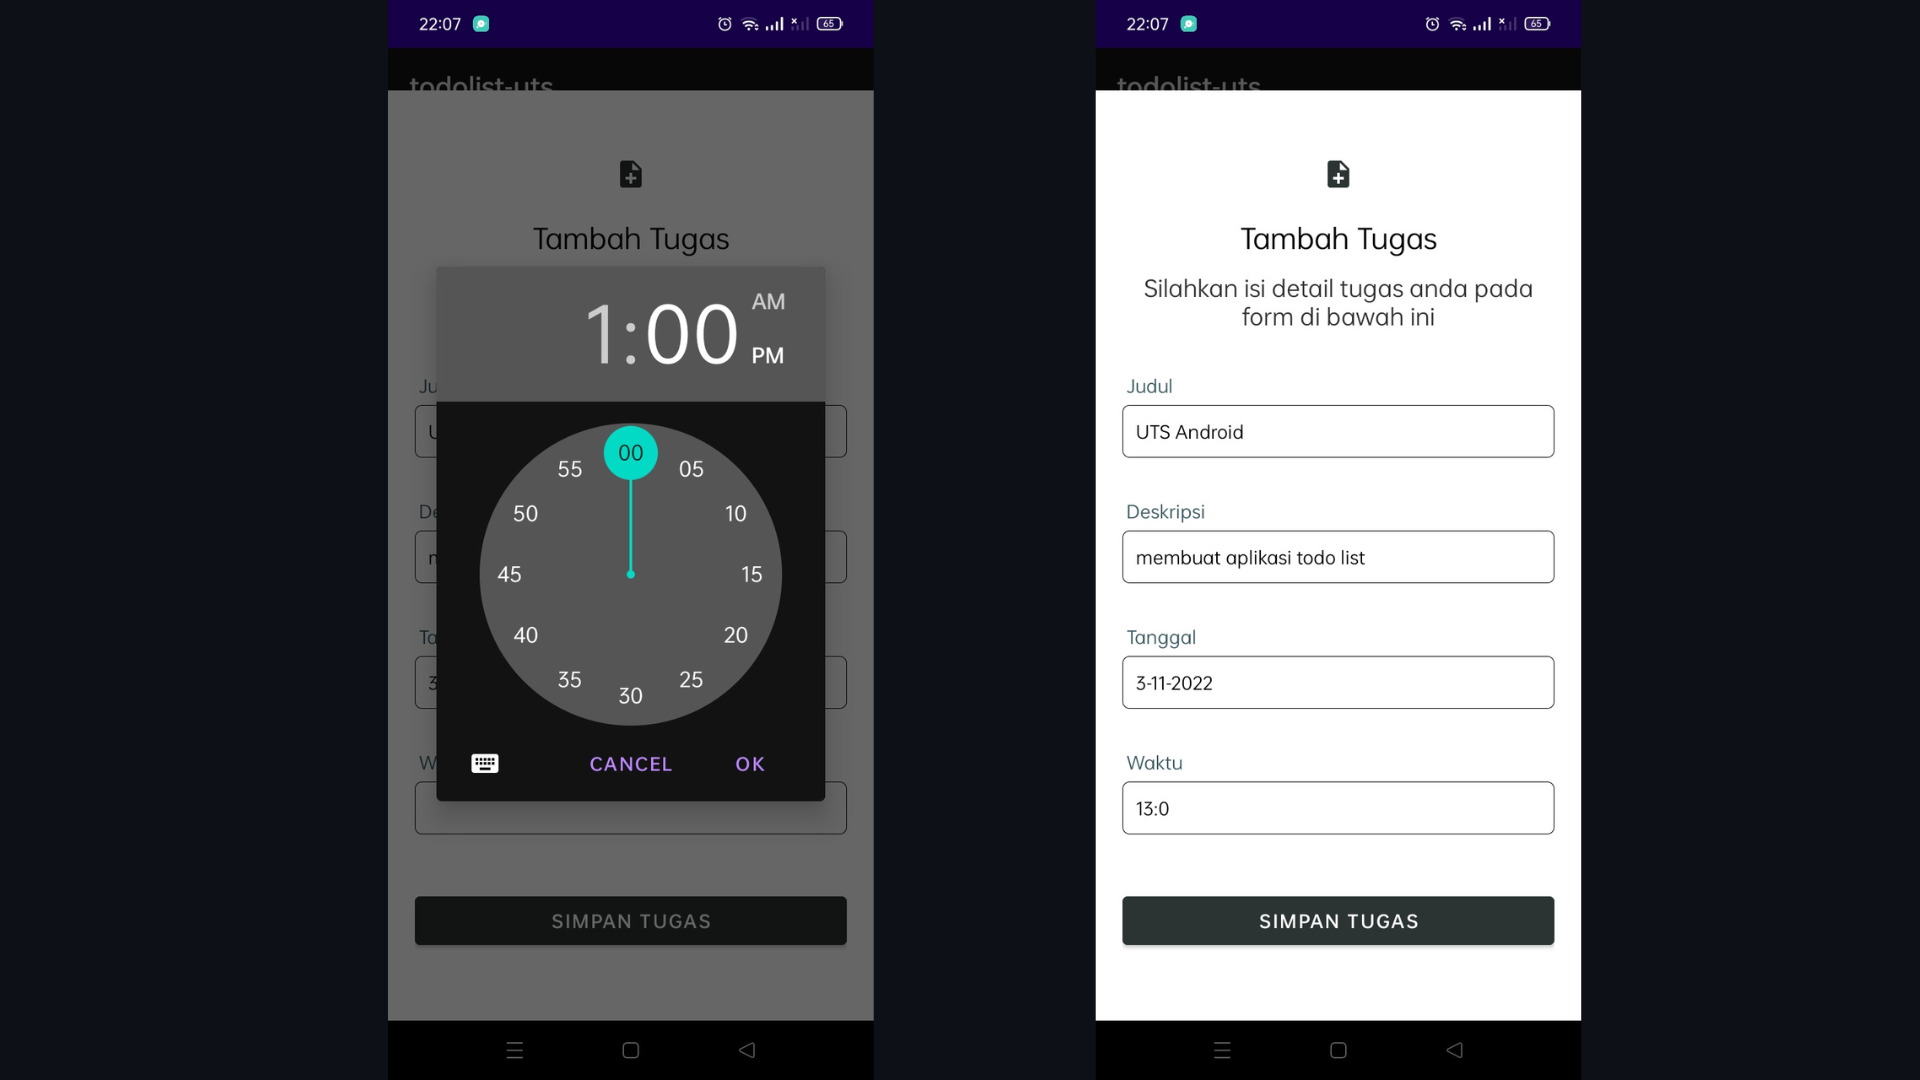 22:07
65
todolist-uts
Tambah Tugas
1:00
AM
PM
Ju
De
Ta
3
W
00
05
10
15
20
25
30
35
40
45
50
55
CANCEL
OK
SIMPAN TUGAS
22:07
65
todolist-uts
Tambah Tugas
Silahkan isi detail tugas anda pada
form di bawah ini
Judul
UTS Android
Deskripsi
membuat aplikasi todo list
Tanggal
3-11-2022
Waktu
13:0
SIMPAN TUGAS